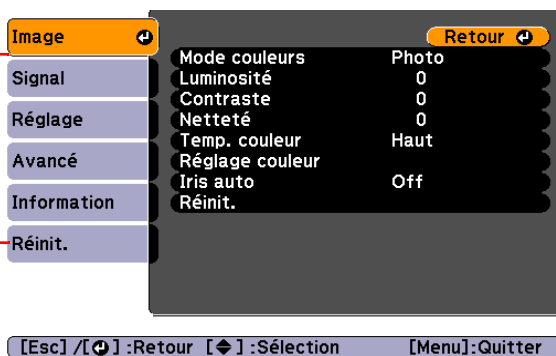 Image
Signal
Réglage
Avancé
Information
Réinit.
Retour
Mode couleurs Photo
Luminosité 0
Contraste 0
Netteté 0
Temp. couleur Haut
Réglage couleur
Iris auto Off
Réinit.
[Esc] /[ ] :Retour [ ] :Sélection [Menu]:Quitter